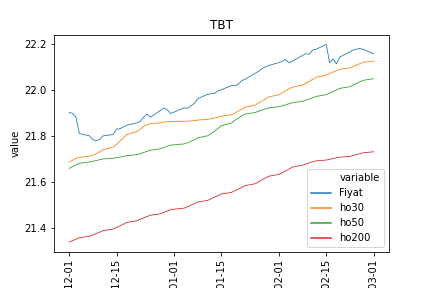 TBT
22.2
22.0
21.8
21.6
21.4
value
variable
Fiyat
ho30
ho50
ho200
12-01
12-15
01-01
01-15
02-01
02-15
03-01